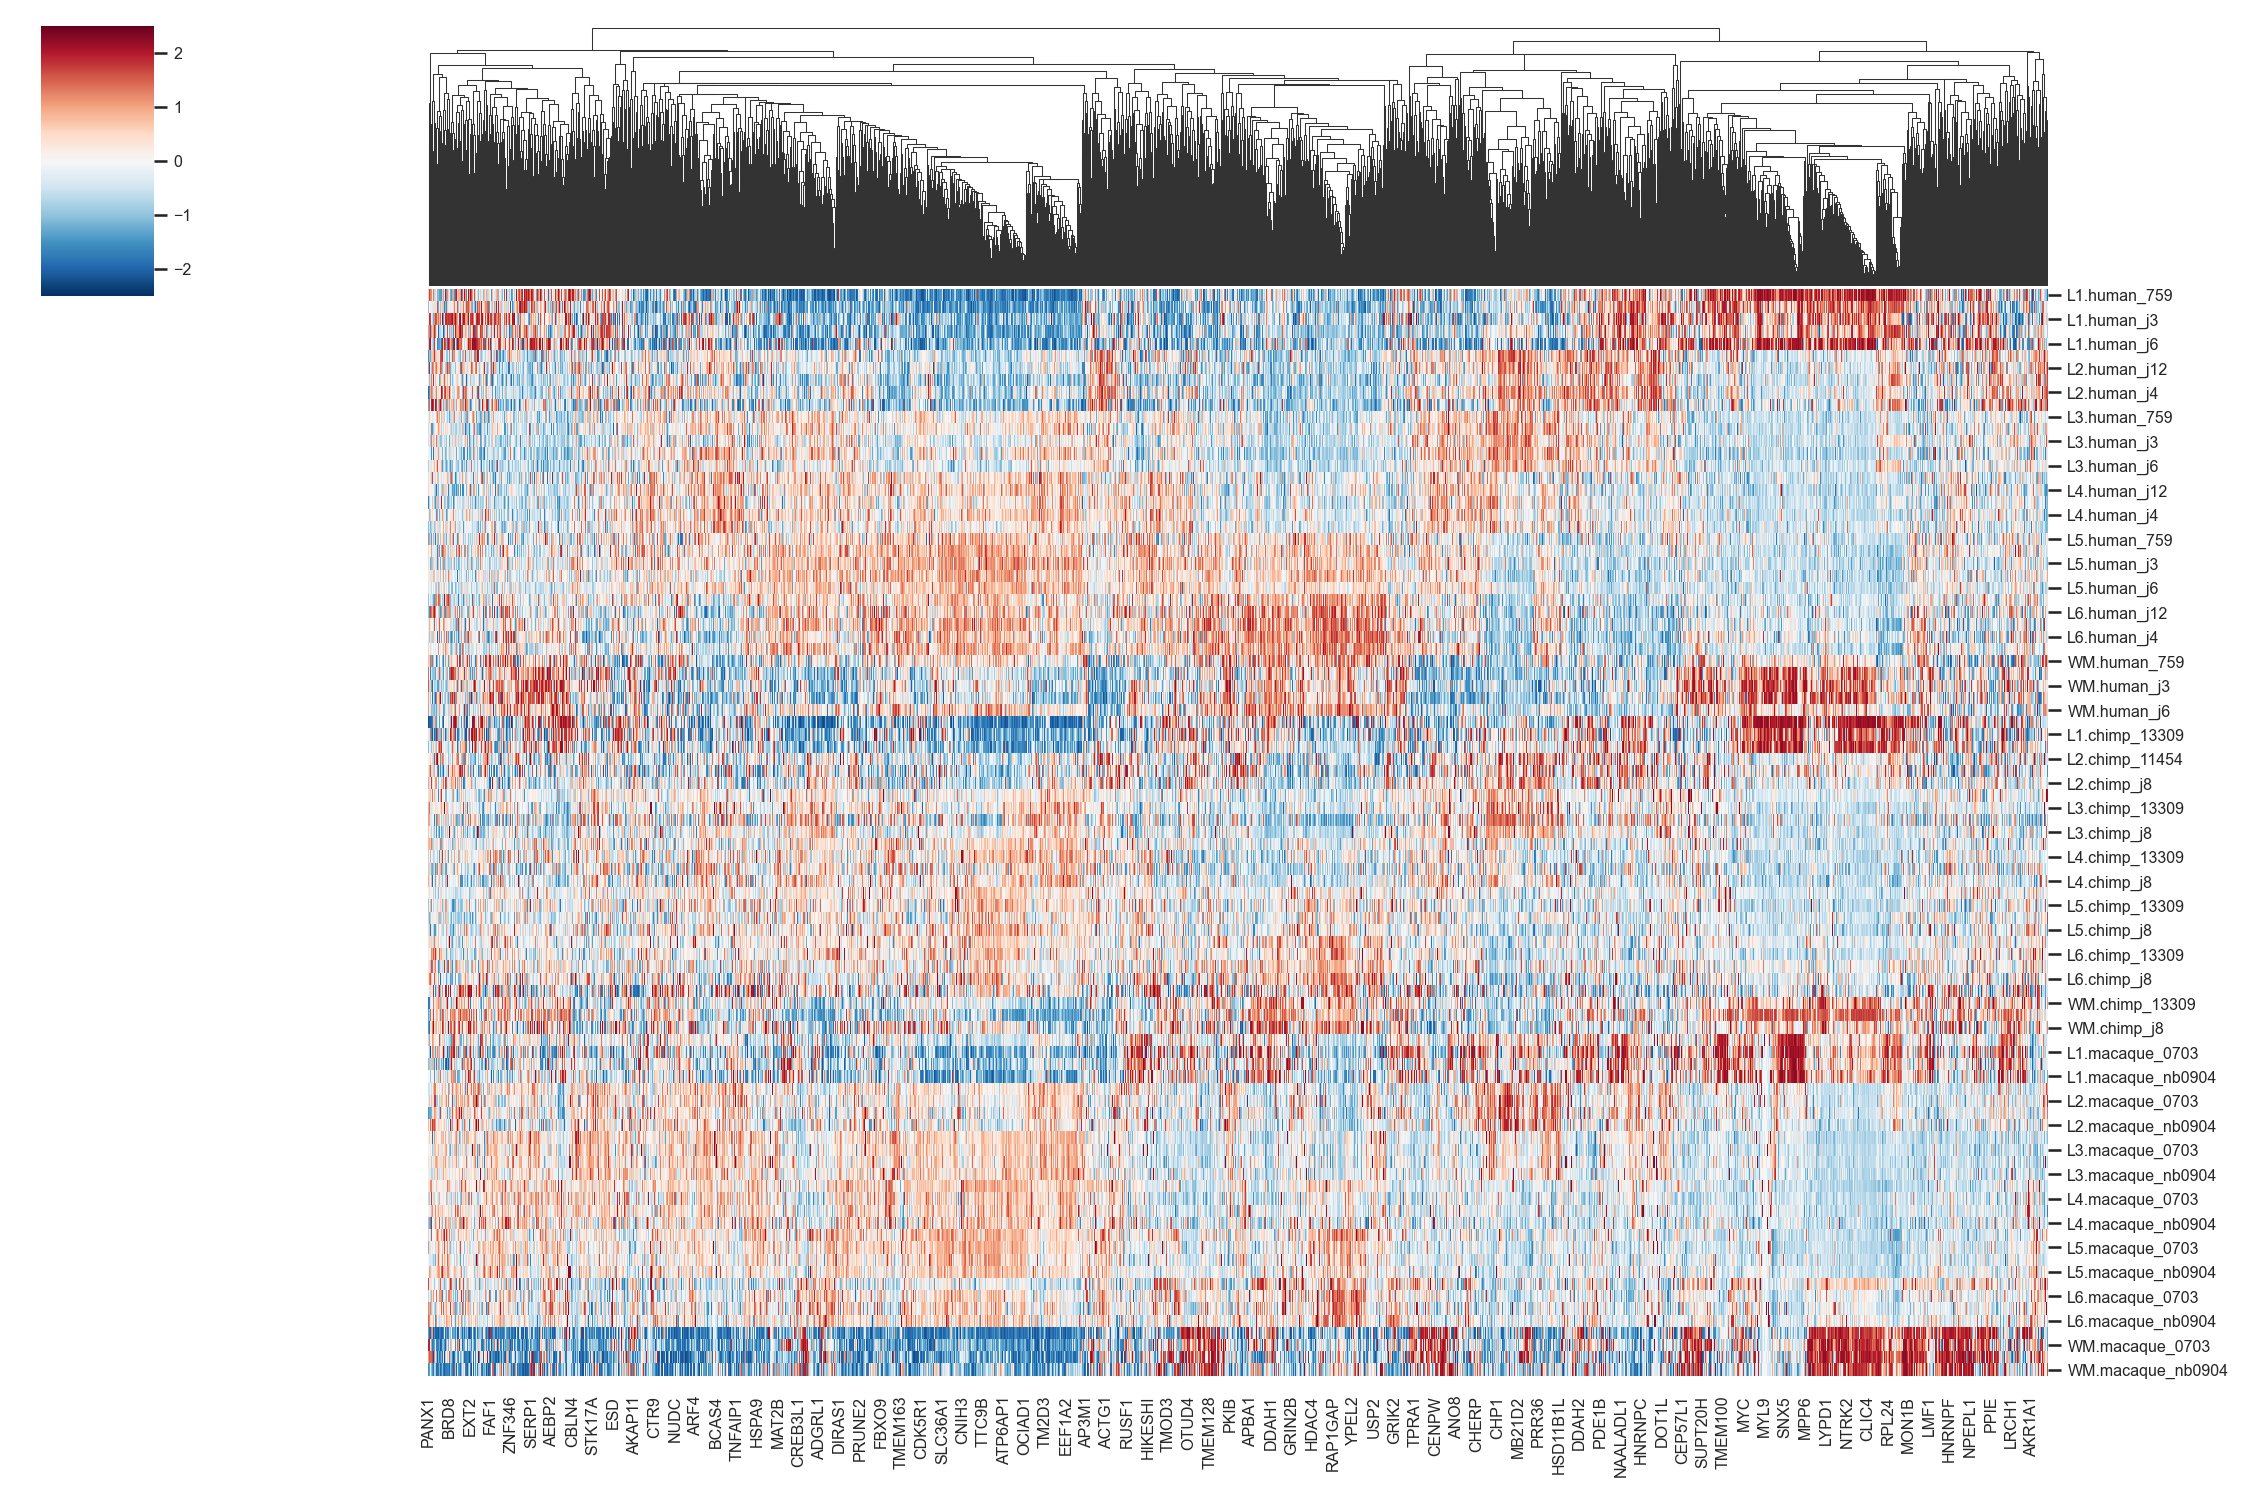 2
1
0
−1
−2
L1.human_759
L1.human_j3
L1.human_j6
L2.human_j12
L2.human_j4
L3.human_759
L3.human_j3
L3.human_j6
L4.human_j12
L4.human_j4
L5.human_759
L5.human_j3
L5.human_j6
L6.human_j12
L6.human_j4
WM.human_759
WM.human_j3
WM.human_j6
L1.chimp_13309
L2.chimp_11454
L2.chimp_j8
L3.chimp_13309
L3.chimp_j8
L4.chimp_13309
L4.chimp_j8
L5.chimp_13309
L5.chimp_j8
L6.chimp_13309
L6.chimp_j8
WM.chimp_13309
WM.chimp_j8
L1.macaque_0703
L1.macaque_nb0904
L2.macaque_0703
L2.macaque_nb0904
L3.macaque_0703
L3.macaque_nb0904
L4.macaque_0703
L4.macaque_nb0904
L5.macaque_0703
L5.macaque_nb0904
L6.macaque_0703
L6.macaque_nb0904
WM.macaque_0703
WM.macaque_nb0904
PANX1
BRD8
EXT2
FAF1
ZNF346
SERP1
AEBP2
CBLN4
STK17A
ESD
AKAP11
CTR9
NUDC
ARF4
BCAS4
TNFAIP1
HSPA9
MAT2B
CREB3L1
ADGRL1
DIRAS1
PRUNE2
FBXO9
TMEM163
CDK5R1
SLC36A1
CNIH3
TTC9B
ATP6AP1
OCIAD1
TM2D3
EEF1A2
AP3M1
ACTG1
RUSF1
HIKESHI
TMOD3
OTUD4
TMEM128
PKIB
APBA1
DDAH1
GRIN2B
HDAC4
RAP1GAP
YPEL2
USP2
GRIK2
TPRA1
CENPW
ANO8
CHERP
CHP1
MB21D2
PRR36
HSD11B1L
DDAH2
PDE1B
NAALADL1
HNRNPC
DOT1L
CEP57L1
SUPT20H
TMEM100
MYC
MYL9
SNX5
MPP6
LYPD1
NTRK2
CLIC4
RPL24
MON1B
LMF1
HNRNPF
NPEPL1
PPIE
LRCH1
AKR1A1